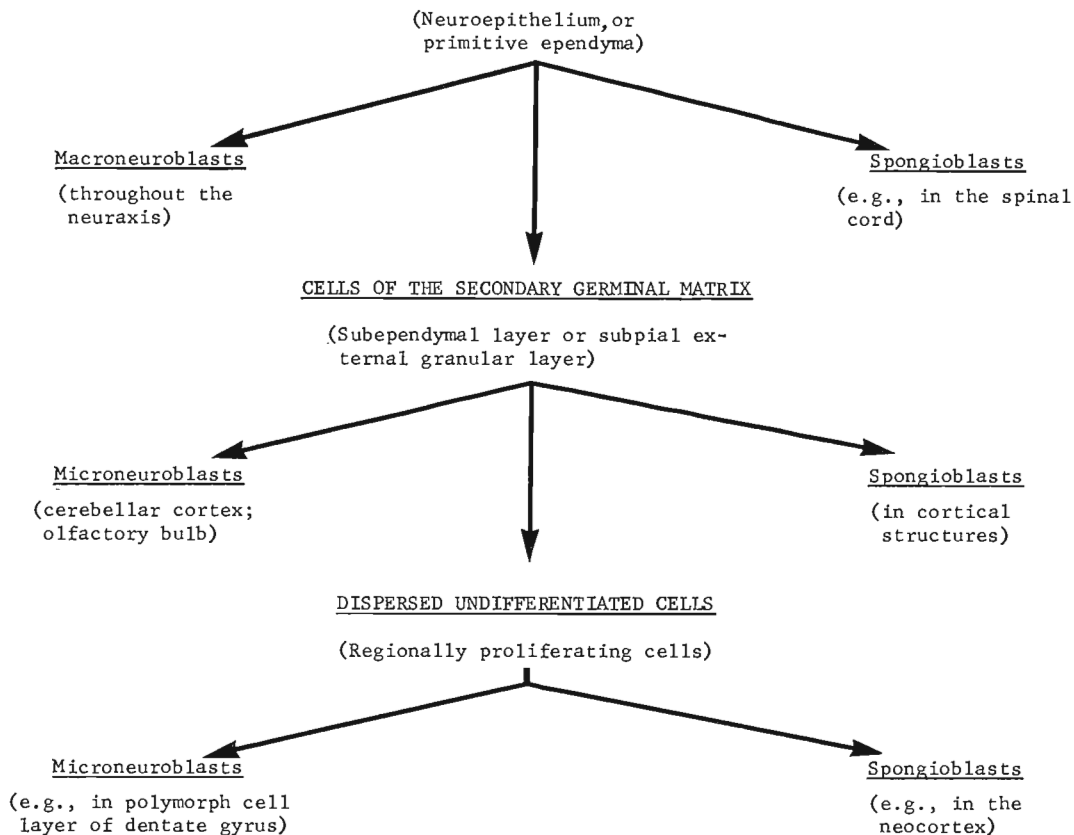 (Neuroepithelium, or
primitive ependyma)
Macroneuroblasts
(throughout the
neuraxis)
Spongioblasts
(e.g., in the spinal
cord)
CELLS OF THE SECONDARY GERMINAL MATRIX
(Subependymal layer or subpial ex-
ternal granular layer)
Microneuroblasts
(cerebellar cortex;
olfactory bulb)
Spongioblasts
(in cortical
structures)
DISPERSED UNDIFFERENTIATED CELLS
(Regionally proliferating cells)
Microneuroblasts
(e.g., in polymorph cell
layer of dentate gyrus)
Spongioblasts
(e.g., in the
neocortex)